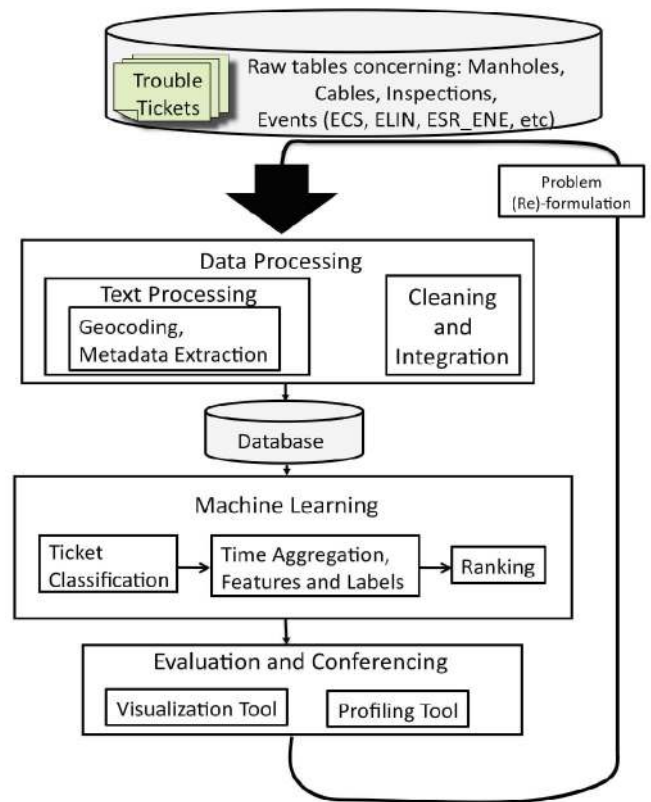 Trouble
Tickets
Raw tables concerning: Manholes,
Cables, Inspections,
Events (ECS, ELIN, ESR_ENE, etc)
Problem
(Re)-formulation
Data Processing
Text Processing
Geocoding,
Metadata Extraction
Cleaning
and
Integration
Database
Machine Learning
Ticket
Classification
Time Aggregation,
Features and Labels
Ranking
Evaluation and Conferencing
Visualization Tool
Profiling Tool